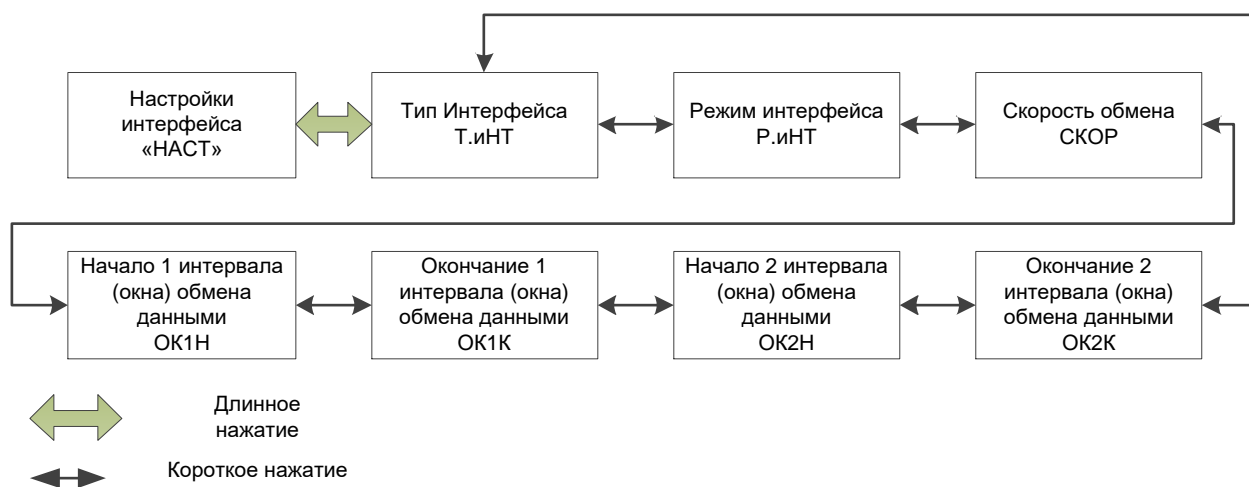 Настройки
интерфейса
«НАСТ»
Тип Интерфейса
Т.иНТ
Режим интерфейса
Р.иНТ
Скорость обмена
СКОР
Начало 1 интервала
(окна) обмена
данными
ОК1Н
Окончание 1
интервала (окна)
обмена данными
ОК1К
Начало 2 интервала
(окна) обмена
данными
ОК2Н
Окончание 2
интервала (окна)
обмена данными
ОК2К
Длинное
нажатие
Короткое нажатие